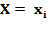 X = xᵢ